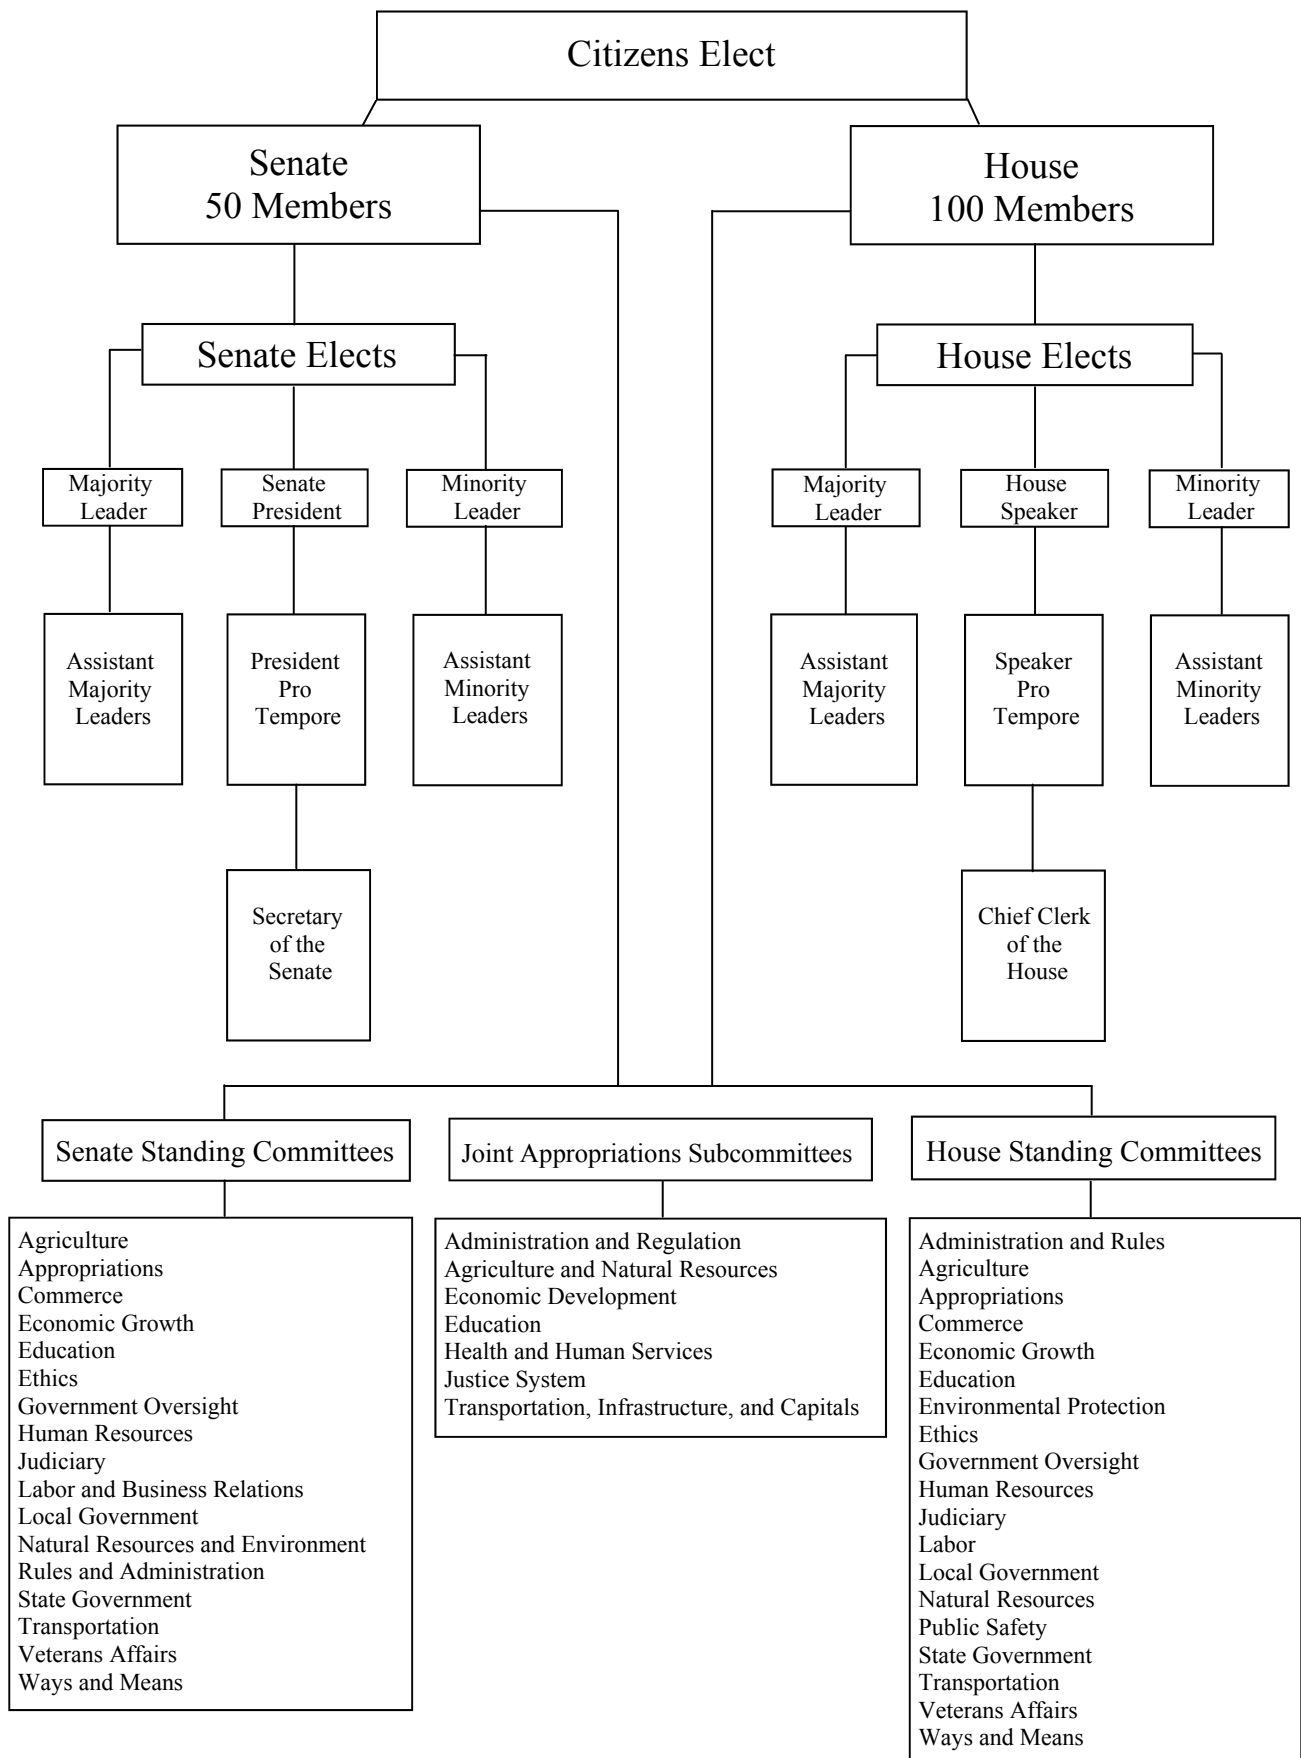 Citizens Elect
Senate
50 Members
House
100 Members
Senate Elects
House Elects
Majority
Leader
Senate
President
Minority
Leader
Majority
Leader
House
Speaker
Minority
Leader
Assistant
Majority
Leaders
President
Pro
Tempore
Assistant
Minority
Leaders
Assistant
Majority
Leaders
Speaker
Pro
Tempore
Assistant
Minority
Leaders
Secretary
of the
Senate
Chief Clerk
of the
House
Senate Standing Committees
Joint Appropriations Subcommittees
House Standing Committees
Agriculture
Appropriations
Commerce
Economic Growth
Education
Ethics
Government Oversight
Human Resources
Judiciary
Labor and Business Relations
Local Government
Natural Resources and Environment
Rules and Administration
State Government
Transportation
Veterans Affairs
Ways and Means
Administration and Regulation
Agriculture and Natural Resources
Economic Development
Education
Health and Human Services
Justice System
Transportation, Infrastructure, and Capitals
Administration and Rules
Agriculture
Appropriations
Commerce
Economic Growth
Education
Environmental Protection
Ethics
Government Oversight
Human Resources
Judiciary
Labor
Local Government
Natural Resources
Public Safety
State Government
Transportation
Veterans Affairs
Ways and Means